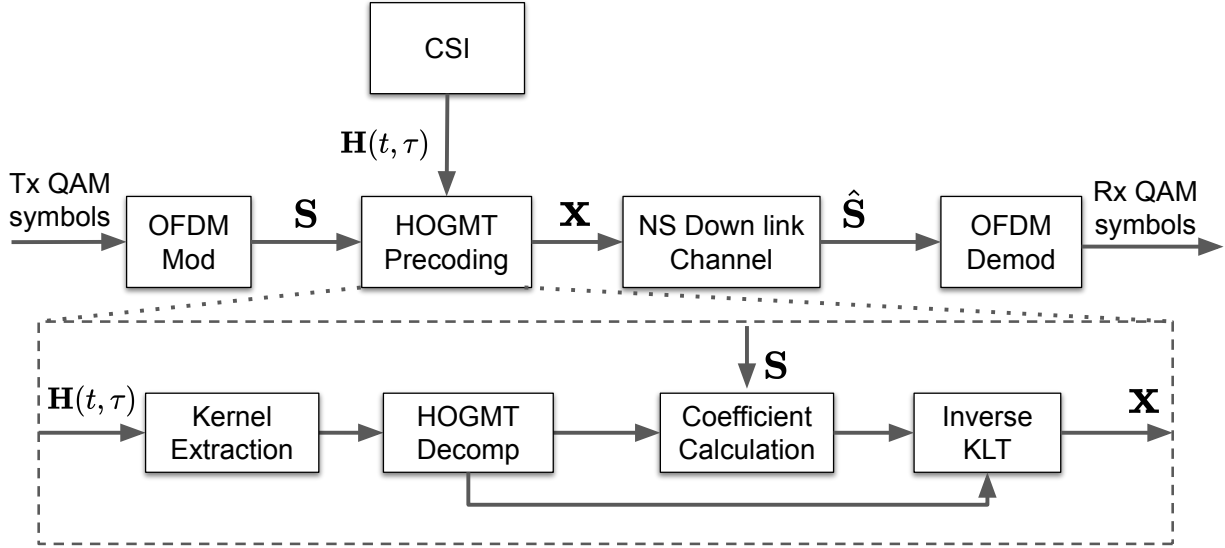 CSI
𝐇(t, τ)
Tx QAM
symbols
OFDM
Mod
𝐒
HOGMT
Precoding
𝐱
NS Down link
Channel
𝐒̂
OFDM
Demod
Rx QAM
symbols
𝐇(t, τ)
Kernel
Extraction
HOGMT
Decomp
𝐒
Coefficient
Calculation
Inverse
KLT
𝐱